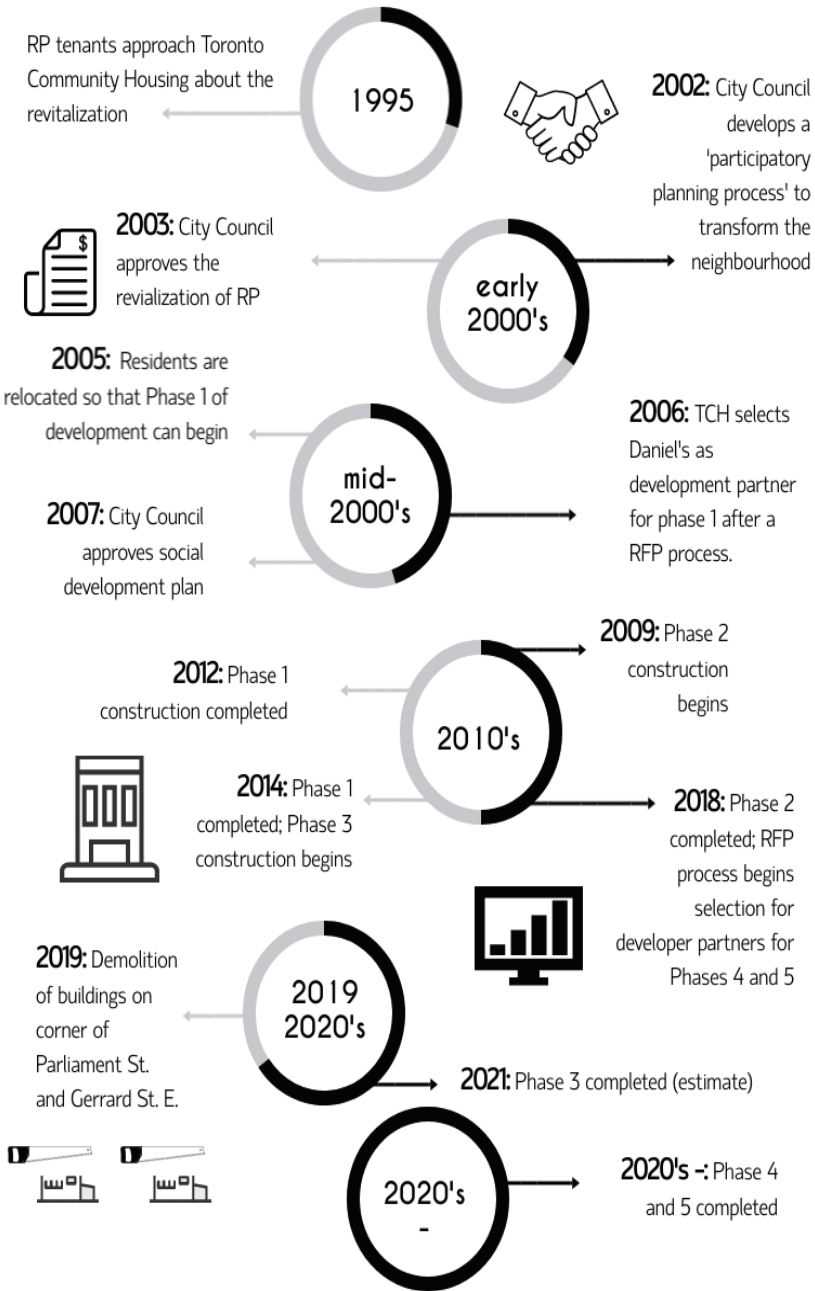 RP tenants approach Toronto
Community Housing about the
revitalization
1995
2002: City Council
develops a
'participatory
planning process' to
transform the
neighbourhood
2003: City Council
approves the
revialization of RP
$
early
2000's
2005: Residents are
relocated so that Phase 1 of
development can begin
mid-
2000's
2006: TCH selects
Daniel's as
development partner
for phase 1 after a
RFP process.
2007: City Council
approves social
development plan
2009: Phase 2
construction
begins
2012: Phase 1
construction completed
2010's
2014: Phase 1
completed; Phase 3
construction begins
2018: Phase 2
completed; RFP
process begins
selection for
developer partners for
Phases 4 and 5
2019: Demolition
of buildings on
corner of
Parliament St.
and Gerrard St. E.
2019
2020's
2021: Phase 3 completed (estimate)
2020's
-
2020's -: Phase 4
and 5 completed